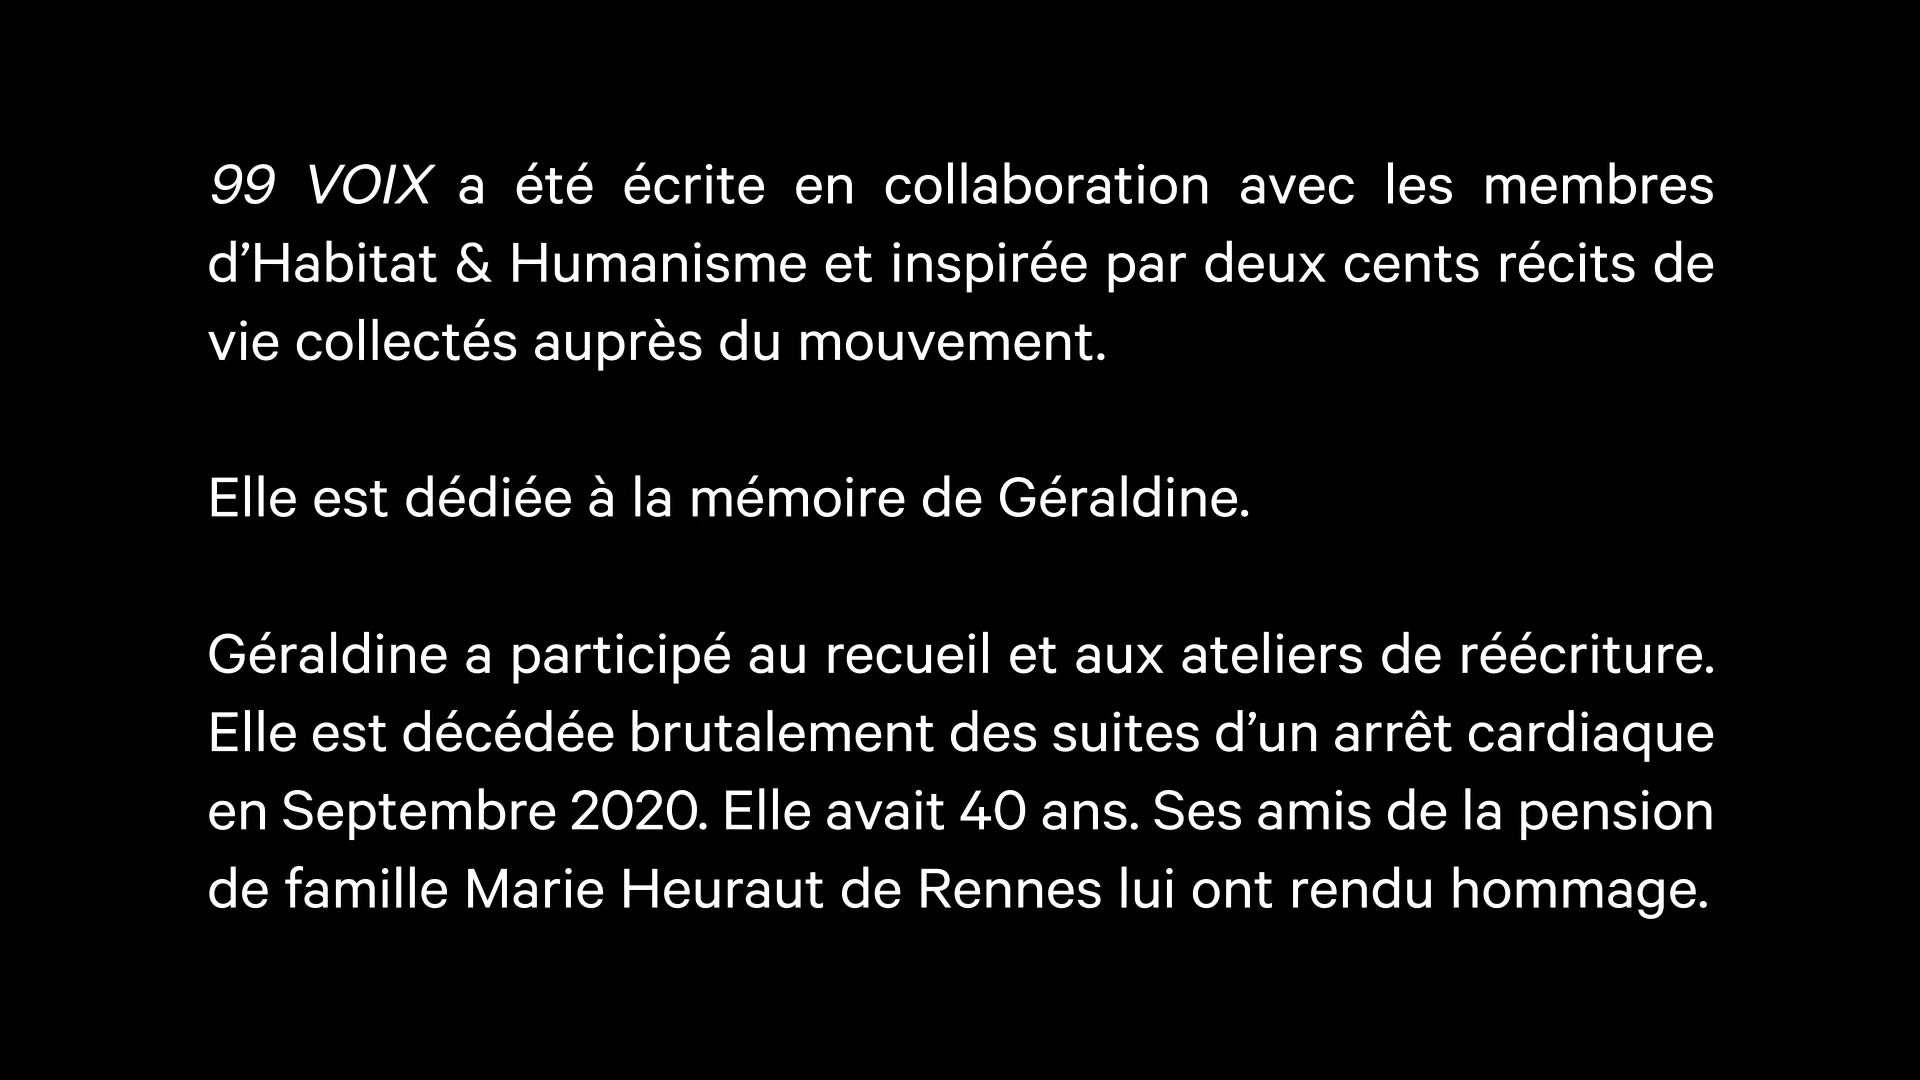 99 VOIX a été écrite en collaboration avec les membres
d’Habitat & Humanisme et inspirée par deux cents récits de
vie collectés auprès du mouvement.
Elle est dédiée à la mémoire de Géraldine.
Géraldine a participé au recueil et aux ateliers de réécriture.
Elle est décédée brutalement des suites d’un arrêt cardiaque
en Septembre 2020. Elle avait 40 ans. Ses amis de la pension
de famille Marie Heuraut de Rennes lui ont rendu hommage.